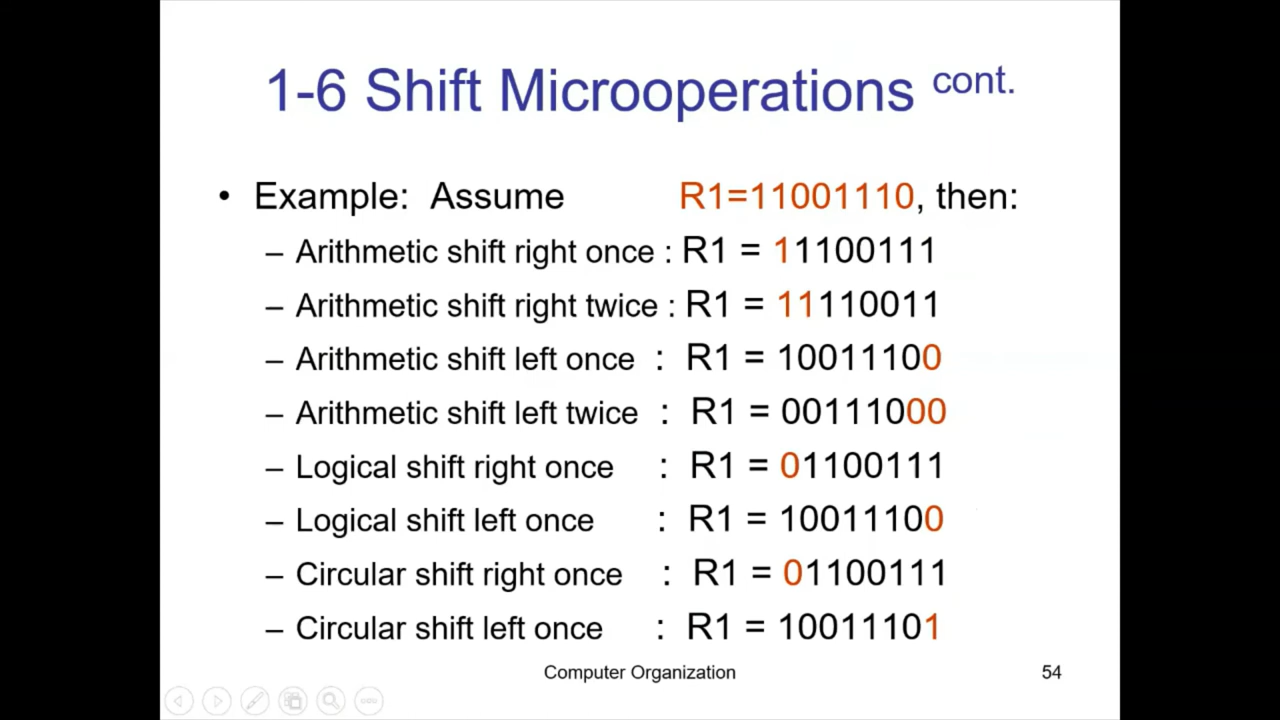 1-6 Shift Microoperations cont.
• Example: Assume R1=11001110, then:
– Arithmetic shift right once : R1 = 11100111
– Arithmetic shift right twice : R1 = 11110011
– Arithmetic shift left once : R1 = 10011100
– Arithmetic shift left twice : R1 = 00111000
– Logical shift right once : R1 = 01100111
– Logical shift left once : R1 = 10011100
– Circular shift right once : R1 = 01100111
– Circular shift left once : R1 = 10011101
Computer Organization 54